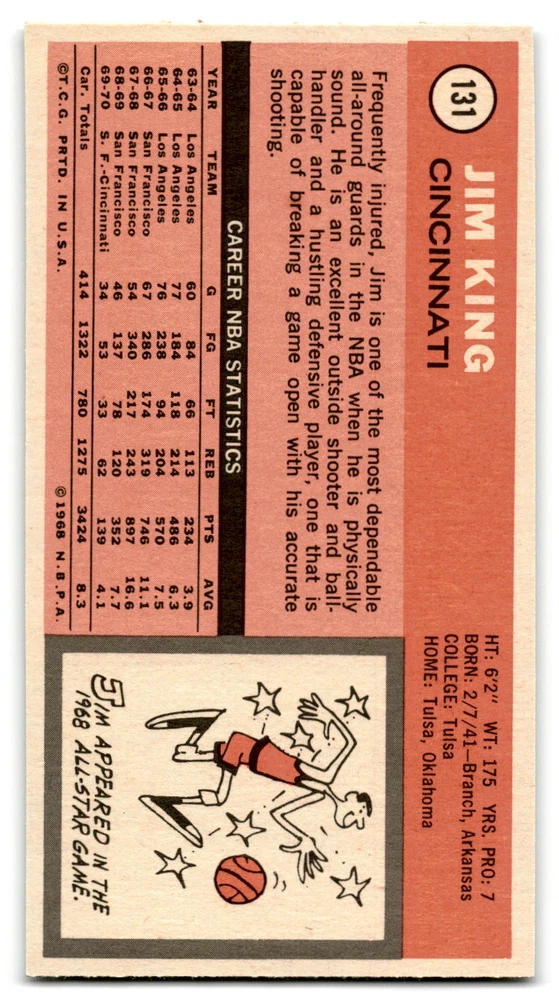 131
JIM KING
CINCINNATI
HT: 6'2" WT: 175 YRS. PRO: 7
BORN: 2/7/41—Branch, Arkansas
COLLEGE: Tulsa
HOME: Tulsa, Oklahoma
Frequently injured, Jim is one of the most dependable
all-around guards in the NBA when he is physically
sound. He is an excellent outside shooter and ball-
handler and a hustling defensive player, one that is
capable of breaking a game open with his accurate
shooting.
CAREER NBA STATISTICS
YEAR TEAM G FG FT REB PTS AVG
63-64 Los Angeles 60 84 66 113 234 3.9
64-65 Los Angeles 77 184 118 214 486 6.3
65-66 Los Angeles 76 238 94 204 570 7.5
66-67 San Francisco 67 286 174 319 746 11.1
67-68 San Francisco 54 340 217 243 897 16.6
68-69 San Francisco 46 137 78 120 352 7.7
69-70 S. F.-Cincinnati 34 53 33 62 139 4.1
Car. Totals 414 1322 780 1275 3424 8.3
©T.C.G. PRTD. IN U.S.A. ©1968 N.B.P.A.
JIM APPEARED IN THE
1968 ALL-STAR GAME.